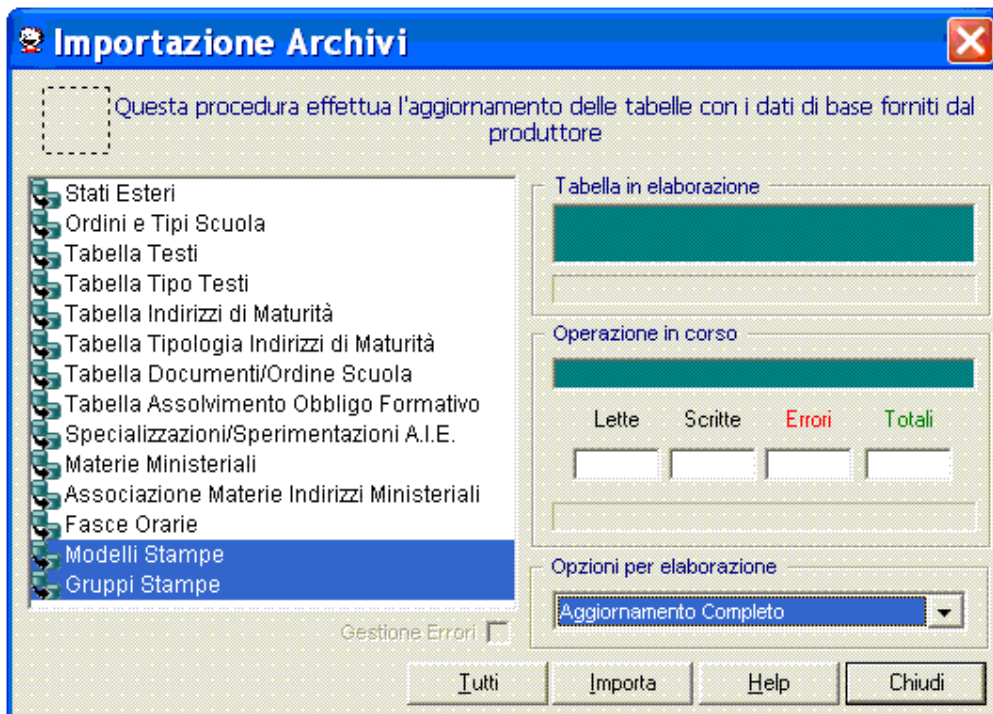 Importazione Archivi
Questa procedura effettua l'aggiornamento delle tabelle con i dati di base forniti dal
produttore
Stati Esteri
Ordini e Tipi Scuola
Tabella Testi
Tabella Tipo Testi
Tabella Indirizzi di Maturità
Tabella Tipologia Indirizzi di Maturità
Tabella Documenti/Ordine Scuola
Tabella Assolvimento Obbligo Formativo
Specializzazioni/Sperimentazioni A.I.E.
Materie Ministeriali
Associazione Materie Indirizzi Ministeriali
Fasce Orarie
Modelli Stampe
Gruppi Stampe
Gestione Errori
Tabella in elaborazione
Operazione in corso
Lette Scritte Errori Totali
Opzioni per elaborazione
Aggiornamento Completo
Tutti Importa Help Chiudi